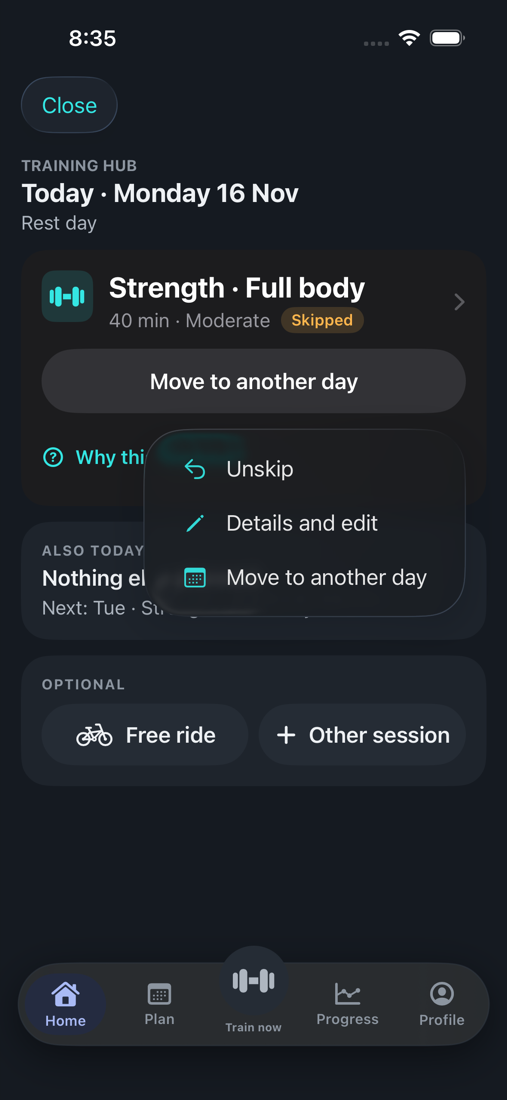 8:35
Close
TRAINING HUB
Today · Monday 16 Nov
Rest day
Strength · Full body
40 min · Moderate Skipped
Move to another day
Why thi
Unskip
Details and edit
Move to another day
ALSO TODAY
Nothing el
Next: Tue ·
OPTIONAL
Free ride
+ Other session
Home
Plan
Train now
Progress
Profile